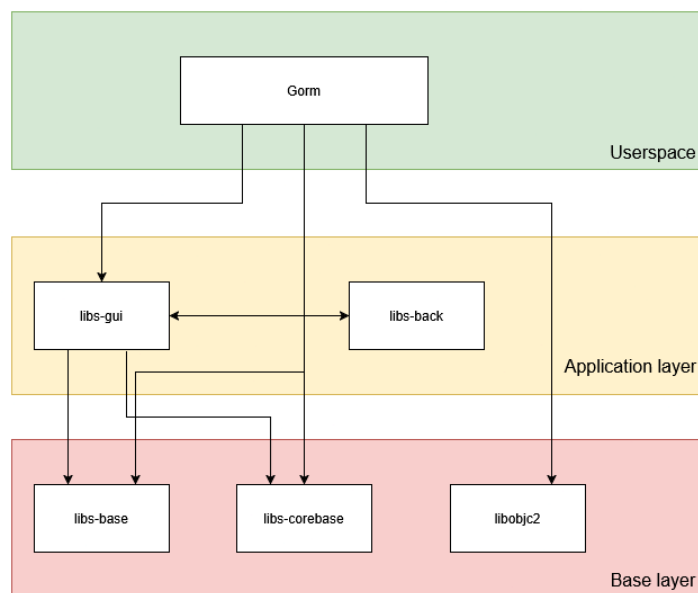 Gorm
Userspace
libs-gui
libs-back
Application layer
libs-base
libs-corebase
libobjc2
Base layer